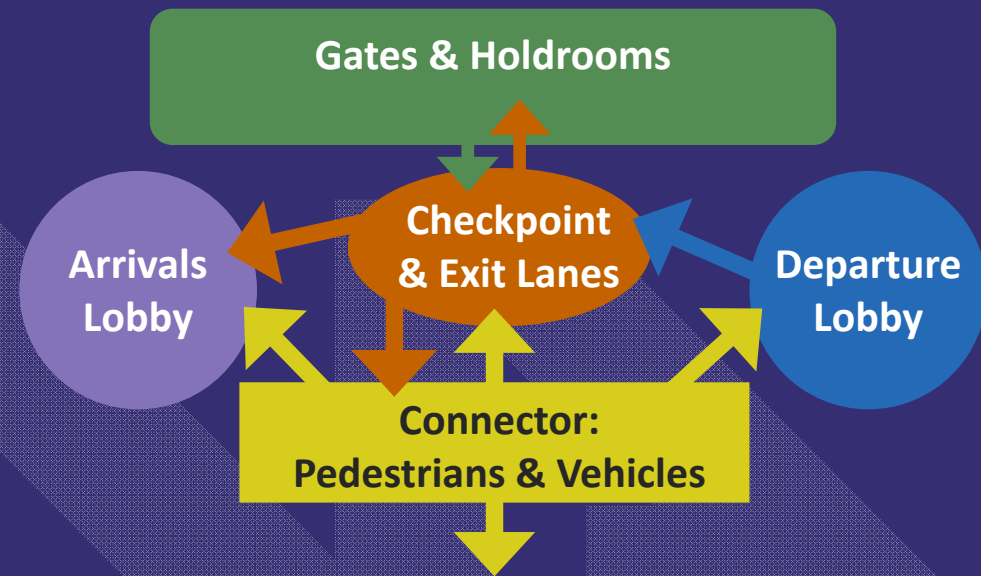 Gates & Holdrooms
Checkpoint
& Exit Lanes
Arrivals
Lobby
Departure
Lobby
Connector:
Pedestrians & Vehicles